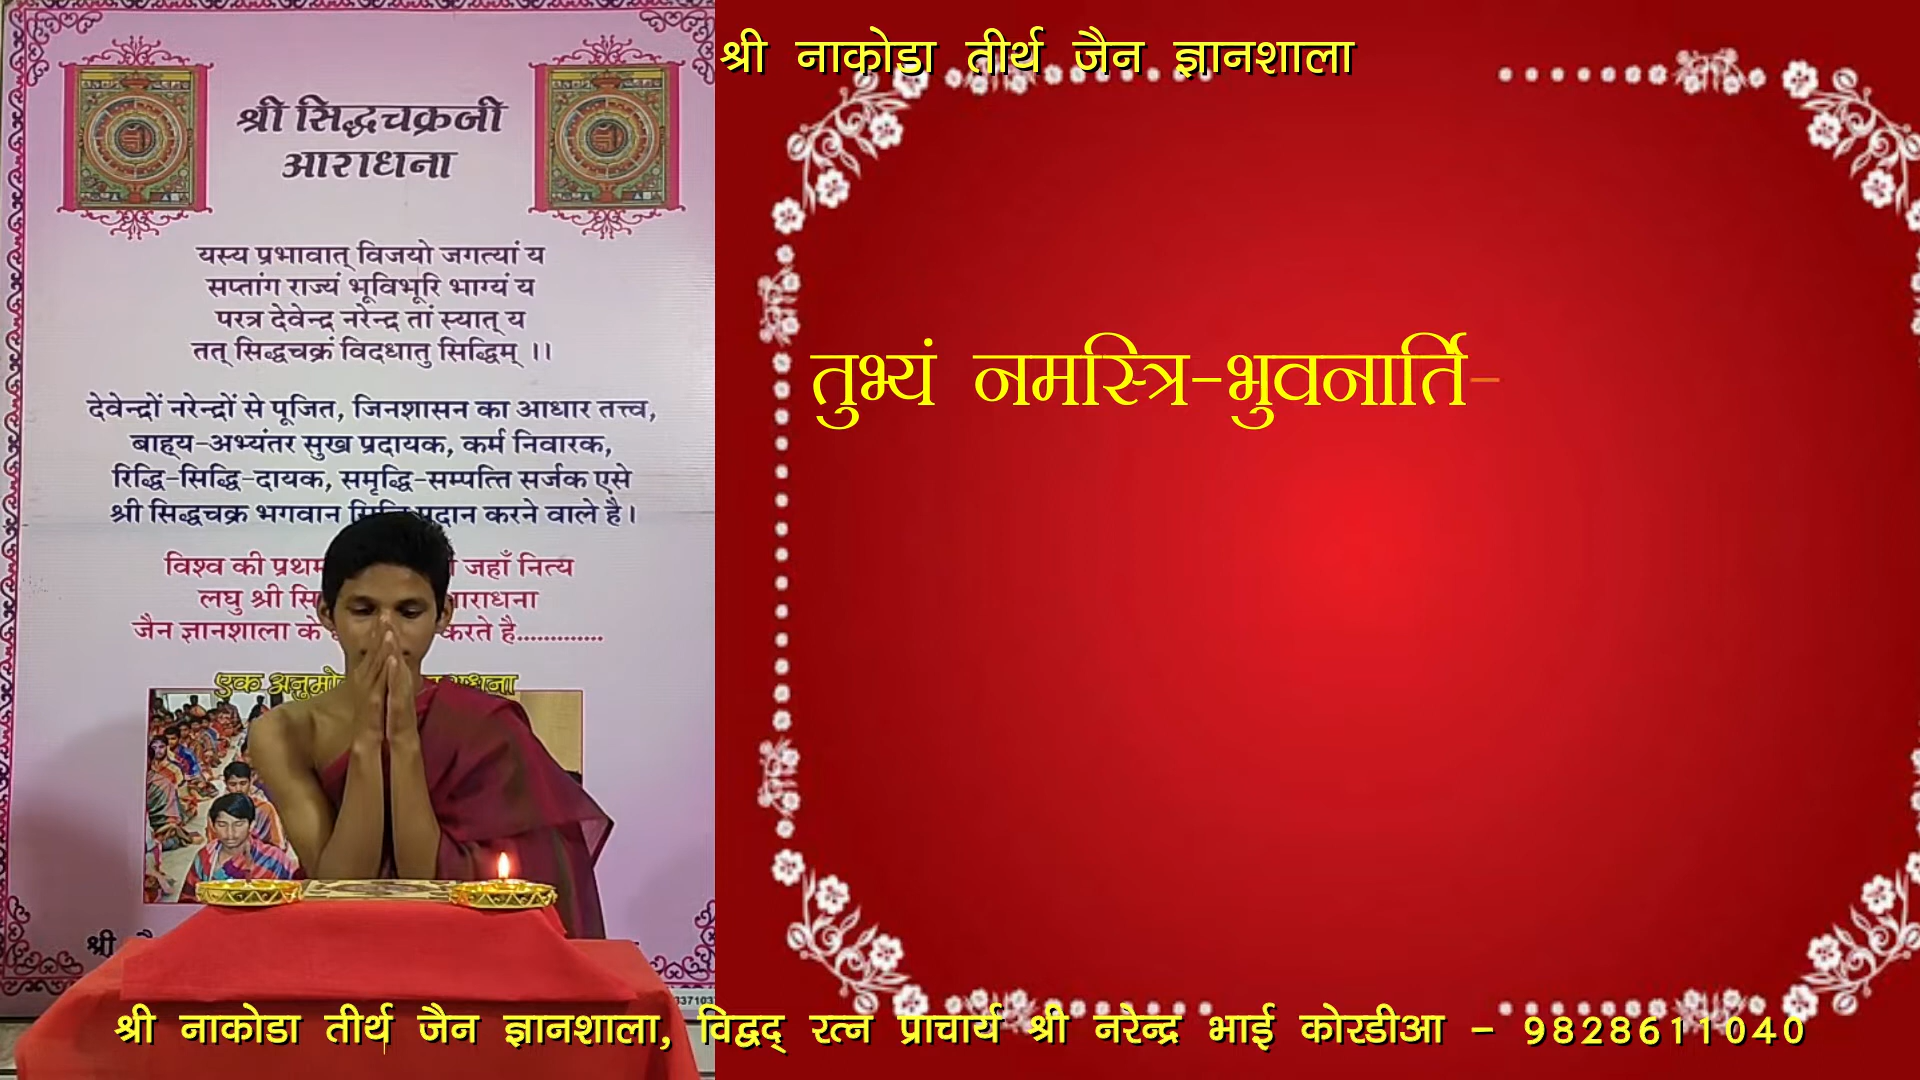 श्री नाकोडा तीर्थ जैन ज्ञानशाला
श्री सिद्धचक्रजी
आराधना
यस्य प्रभावात् विजयो जगत्यां य
सप्तांग राज्यं भूविभूरि भाग्यं य
परत्र देवेन्द्र नरेन्द्र तां स्यात् य
तत् सिद्धचक्रं विदधातु सिद्धिम् ।।
देवेन्द्रों नरेन्द्रों से पूजित, जिनशासन का आधार तत्त्व,
बाह्य-अभ्यंतर सुख प्रदायक, कर्म निवारक,
रिद्धि-सिद्धि-दायक, समृद्धि-सम्पत्ति सर्जक एसे
श्री सिद्धचक्र भगवान प्रदान करने वाले है।
विश्व की प्रथम जहाँ नित्य
लघु श्री आराधना
जैन ज्ञानशाला के करते है.............
एक
तुभ्यं नमस्त्रि-भुवनार्ति-
श्री
श्री नाकोडा तीर्थ जैन ज्ञानशाला, विद्वद् रत्न प्राचार्य श्री नरेन्द्र भाई कोरडीआ - 9828611040